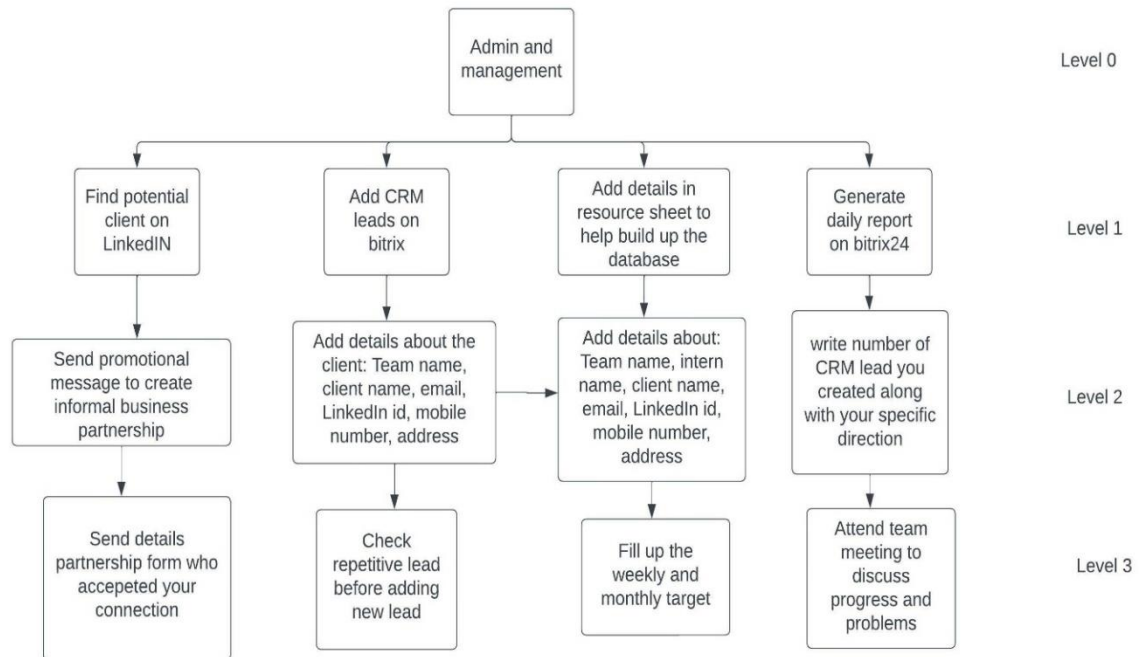 Admin and
management
Level 0
Find potential
client on
LinkedIN
Add CRM
leads on
bitrix
Add details in
resource sheet to
help build up the
database
Generate
daily report
on bitrix24
Level 1
Send promotional
message to create
informal business
partnership
Add details about the
client: Team name,
client name, email,
LinkedIn id, mobile
number, address
Add details about:
Team name, intern
name, client name,
email, LinkedIn id,
mobile number,
address
write number of
CRM lead you
created along
with your specific
direction
Level 2
Send details
partnership form who
accepeted your
connection
Check
repetitive lead
before adding
new lead
Fill up the
weekly and
monthly target
Attend team
meeting to
discuss
progress and
problems
Level 3